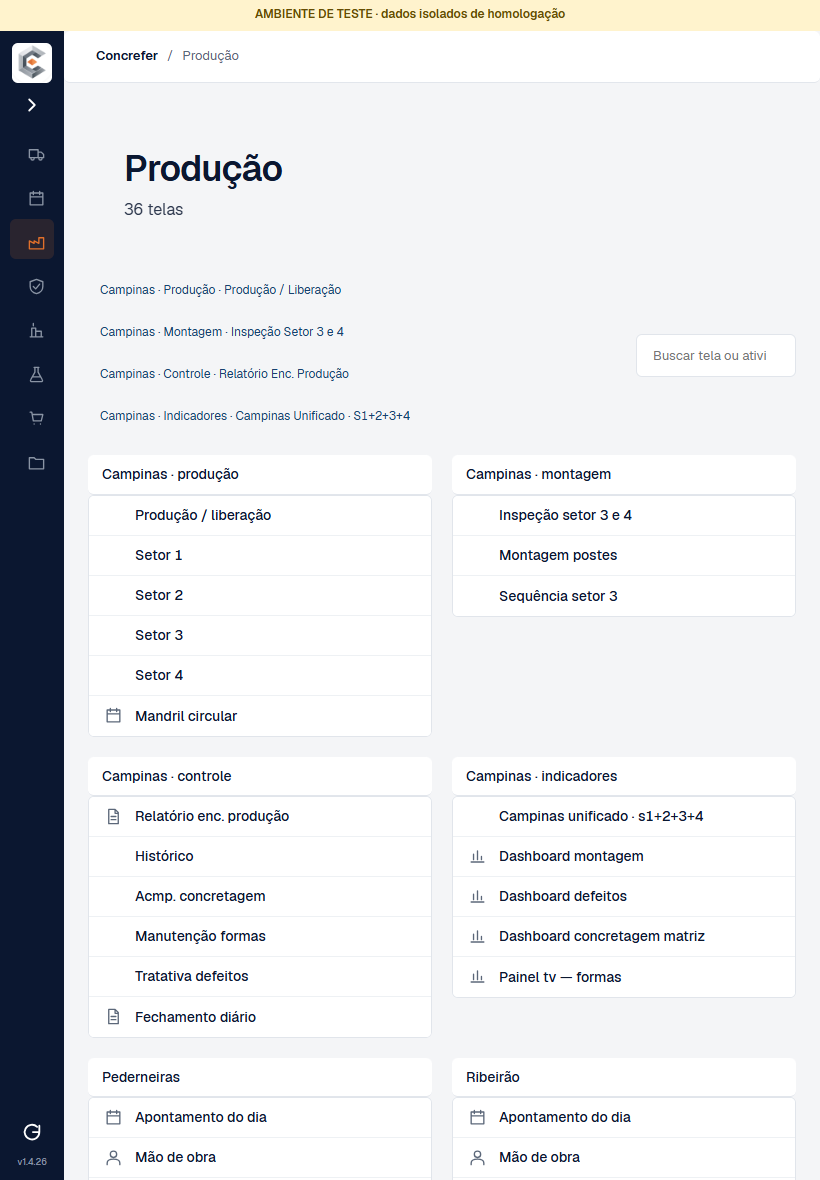 AMBIENTE DE TESTE · dados isolados de homologação
Concrefer / Produção
Produção
36 telas
Campinas · Produção · Produção / Liberação
Campinas · Montagem · Inspeção Setor 3 e 4
Campinas · Controle · Relatório Enc. Produção
Campinas · Indicadores · Campinas Unificado · S1+2+3+4
Buscar tela ou ativi
Campinas · produção
Produção / liberação
Setor 1
Setor 2
Setor 3
Setor 4
Mandril circular
Campinas · montagem
Inspeção setor 3 e 4
Montagem postes
Sequência setor 3
Campinas · controle
Relatório enc. produção
Histórico
Acmp. concretagem
Manutenção formas
Tratativa defeitos
Fechamento diário
Campinas · indicadores
Campinas unificado · s1+2+3+4
Dashboard montagem
Dashboard defeitos
Dashboard concretagem matriz
Painel tv — formas
Pederneiras
Apontamento do dia
Mão de obra
Ribeirão
Apontamento do dia
Mão de obra
v1.4.26